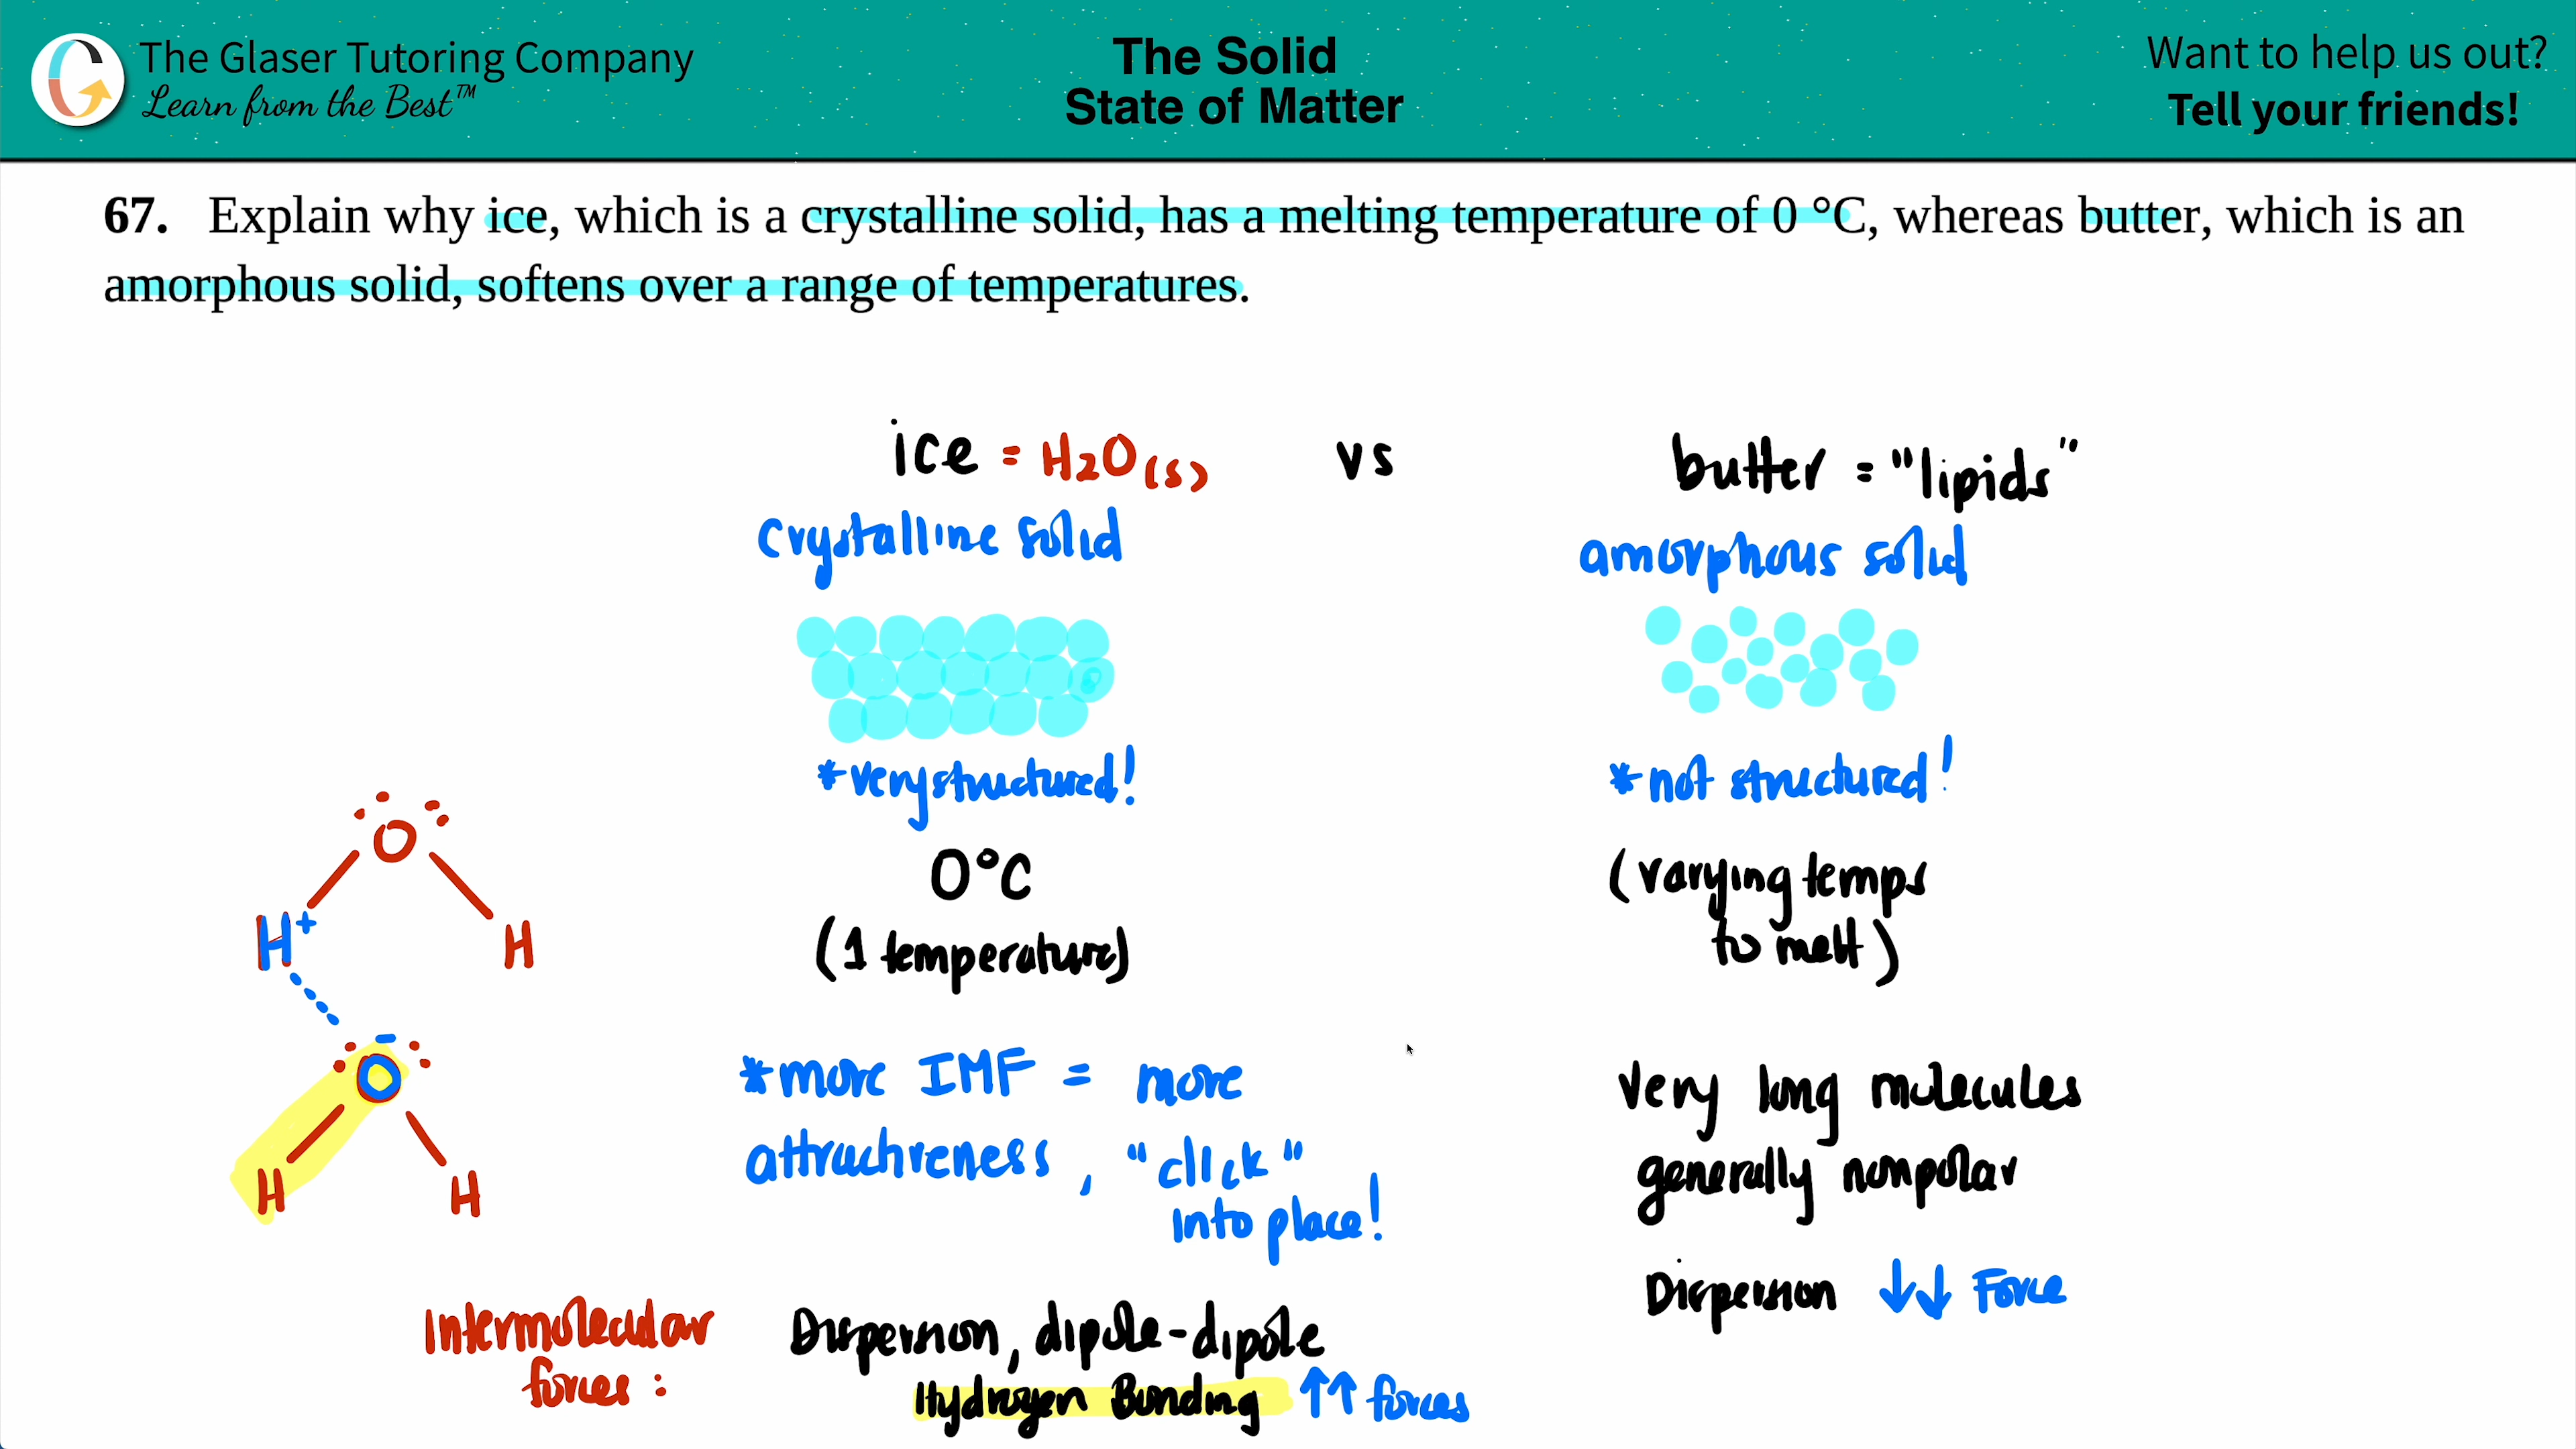 The Glaser Tutoring Company
Learn from the Best™
The Solid
State of Matter
Want to help us out?
Tell your friends!
67. Explain why ice, which is a crystalline solid, has a melting temperature of 0 °C, whereas butter, which is an
amorphous solid, softens over a range of temperatures.
ice = H₂O(s) vs butter = "lipids"
Crystalline solid
amorphous solid
*very structured!
*not structured!
0°C
(1 temperature)
(varying temps
to melt)
O
H⁺ H
O⁻
H H
*more IMF = more
attractiveness, "click"
into place!
Very long molecules
generally nonpolar
Dispersion ↓↓ Force
Intermolecular
forces:
Dispersion, dipole-dipole
Hydrogen Bonding ↑↑ forces